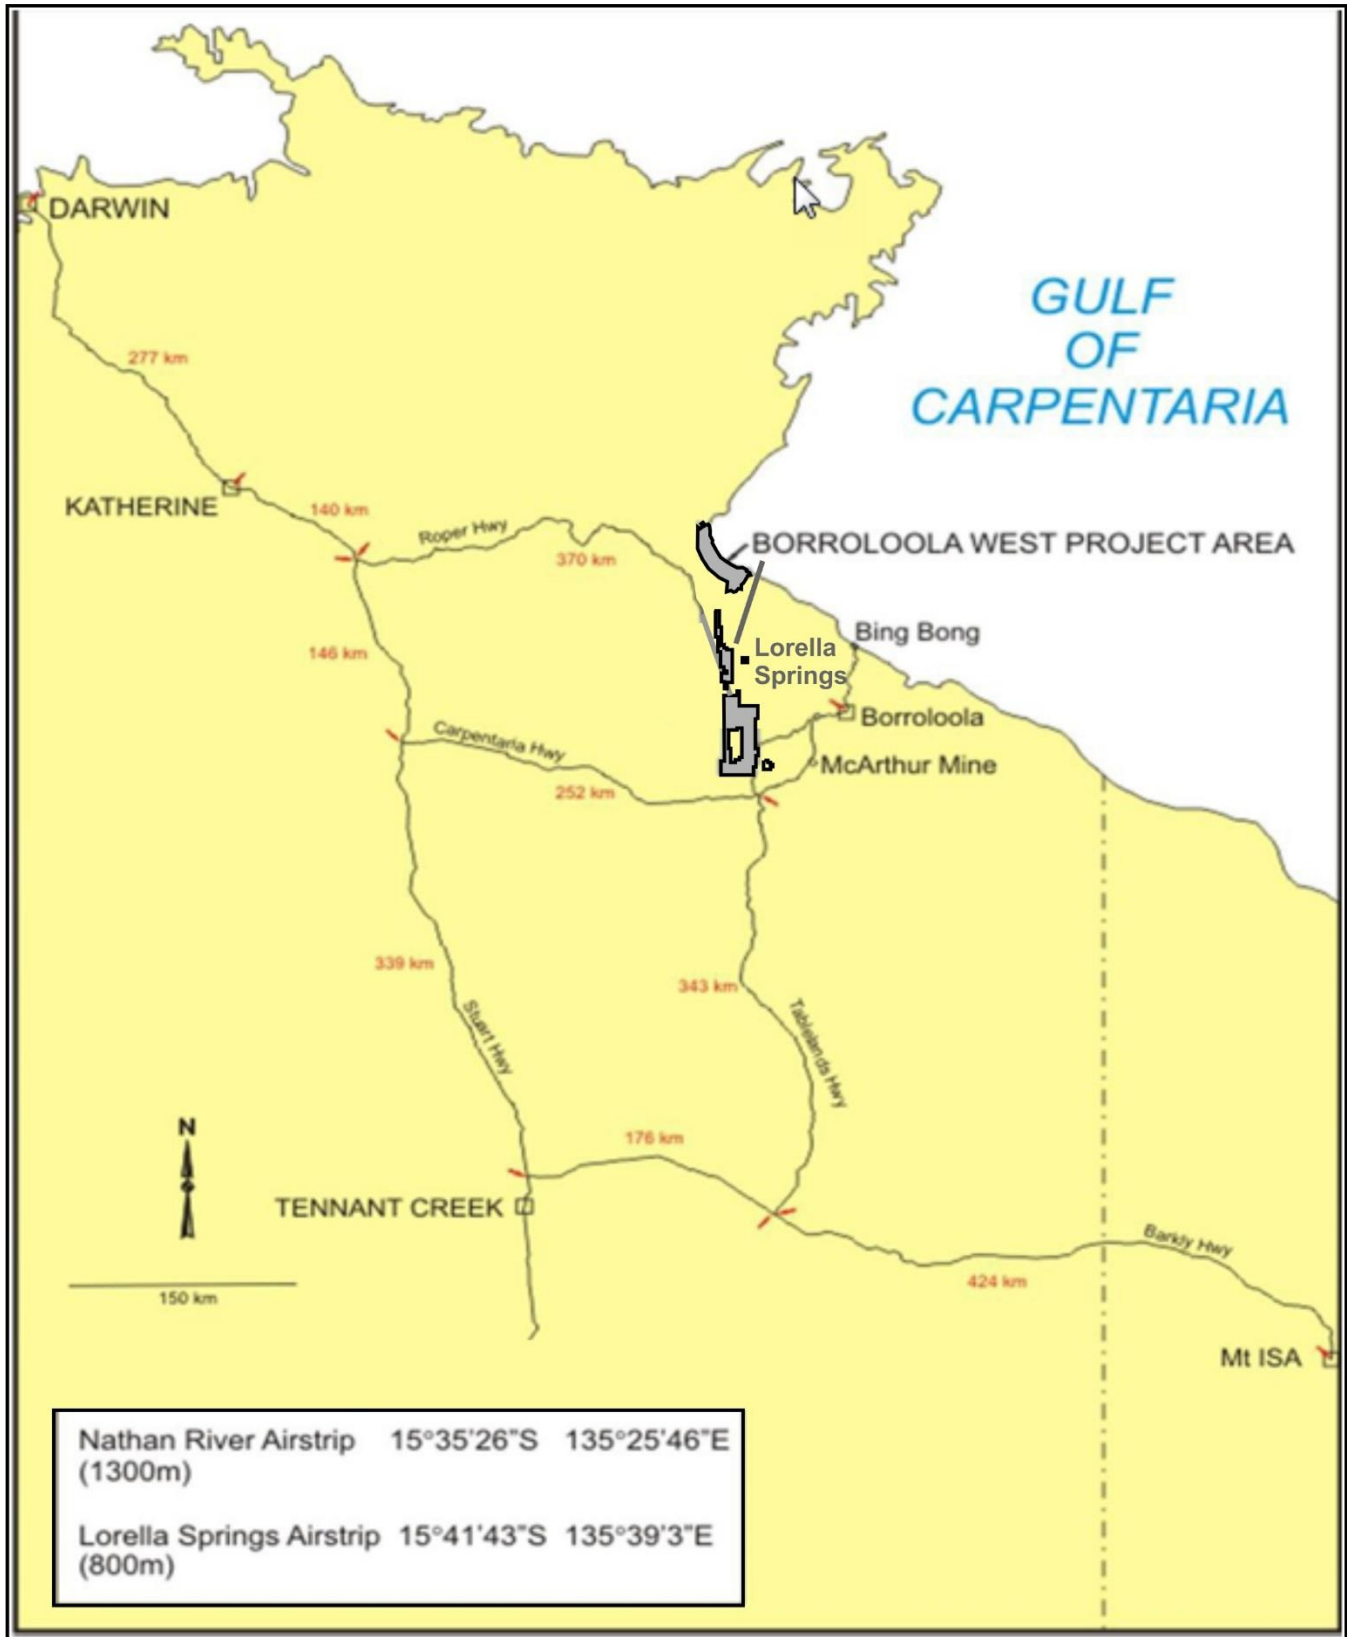 DARWIN
GULF
OF
CARPENTARIA
277 km
KATHERINE
140 km
Roper Hwy
370 km
BORROLOOLA WEST PROJECT AREA
146 km
Bing Bong
Lorella
Springs
Borroloola
Carpentaria Hwy
McArthur Mine
252 km
339 km
343 km
Stuart Hwy
Tablelands Hwy
N
176 km
TENNANT CREEK
Barkly Hwy
424 km
150 km
Mt ISA
Nathan River Airstrip 15°35'26"S 135°25'46"E
(1300m)
Lorella Springs Airstrip 15°41'43"S 135°39'3"E
(800m)